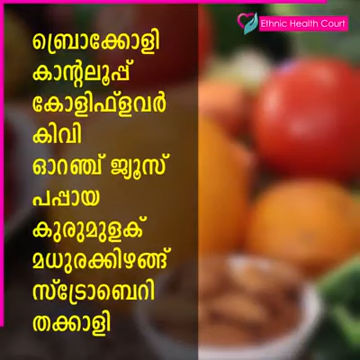 Ethnic Health Court
ബ്രൊക്കോളി
കാന്റലൂപ്പ്
കോളിഫ്ളവർ
കിവി
ഓറഞ്ച് ജ്യൂസ്
പപ്പായ
കുരുമുളക്
മധുരക്കിഴങ്ങ്
സ്ട്രോബെറി
തക്കാളി